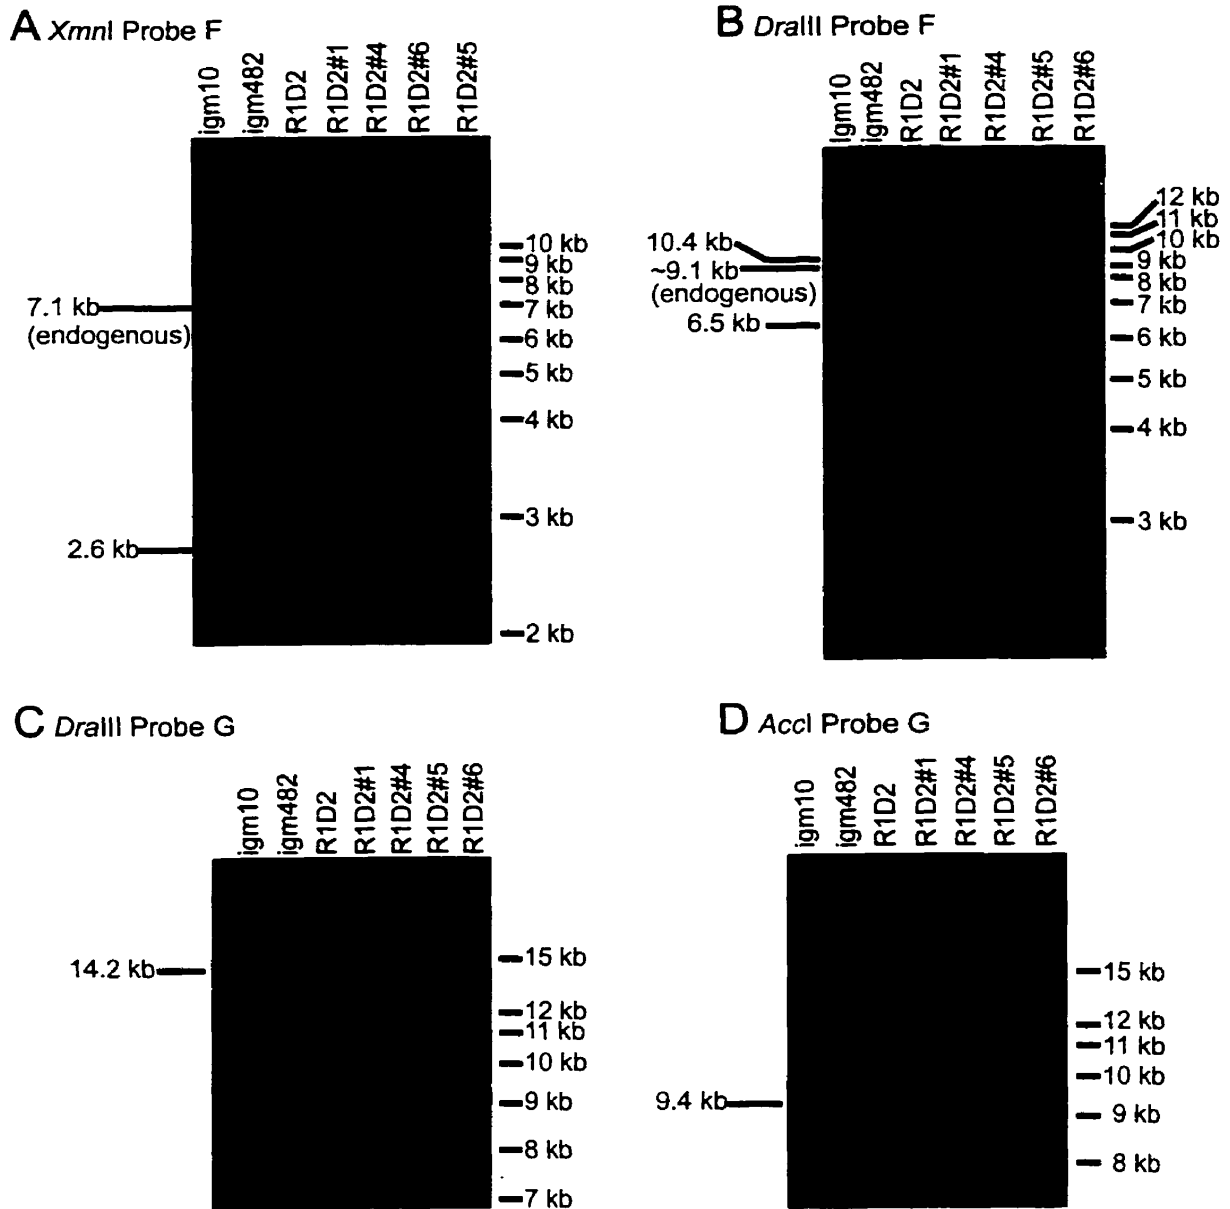 A XmnI Probe F
igm10
igm482
R1D2
R1D2#1
R1D2#4
R1D2#6
R1D2#5
7.1 kb
(endogenous)
2.6 kb
10 kb
9 kb
8 kb
7 kb
6 kb
5 kb
4 kb
3 kb
2 kb
B DraIII Probe F
Igm10
igm482
R1D2
R1D2#1
R1D2#4
R1D2#5
R1D2#6
10.4 kb
~9.1 kb
(endogenous)
6.5 kb
12 kb
11 kb
10 kb
9 kb
8 kb
7 kb
6 kb
5 kb
4 kb
3 kb
C DraIII Probe G
igm10
igm482
R1D2
R1D2#1
R1D2#4
R1D2#5
R1D2#6
14.2 kb
15 kb
12 kb
11 kb
10 kb
9 kb
8 kb
7 kb
D AccI Probe G
igm10
igm482
R1D2
R1D2#1
R1D2#4
R1D2#5
R1D2#6
9.4 kb
15 kb
12 kb
11 kb
10 kb
9 kb
8 kb